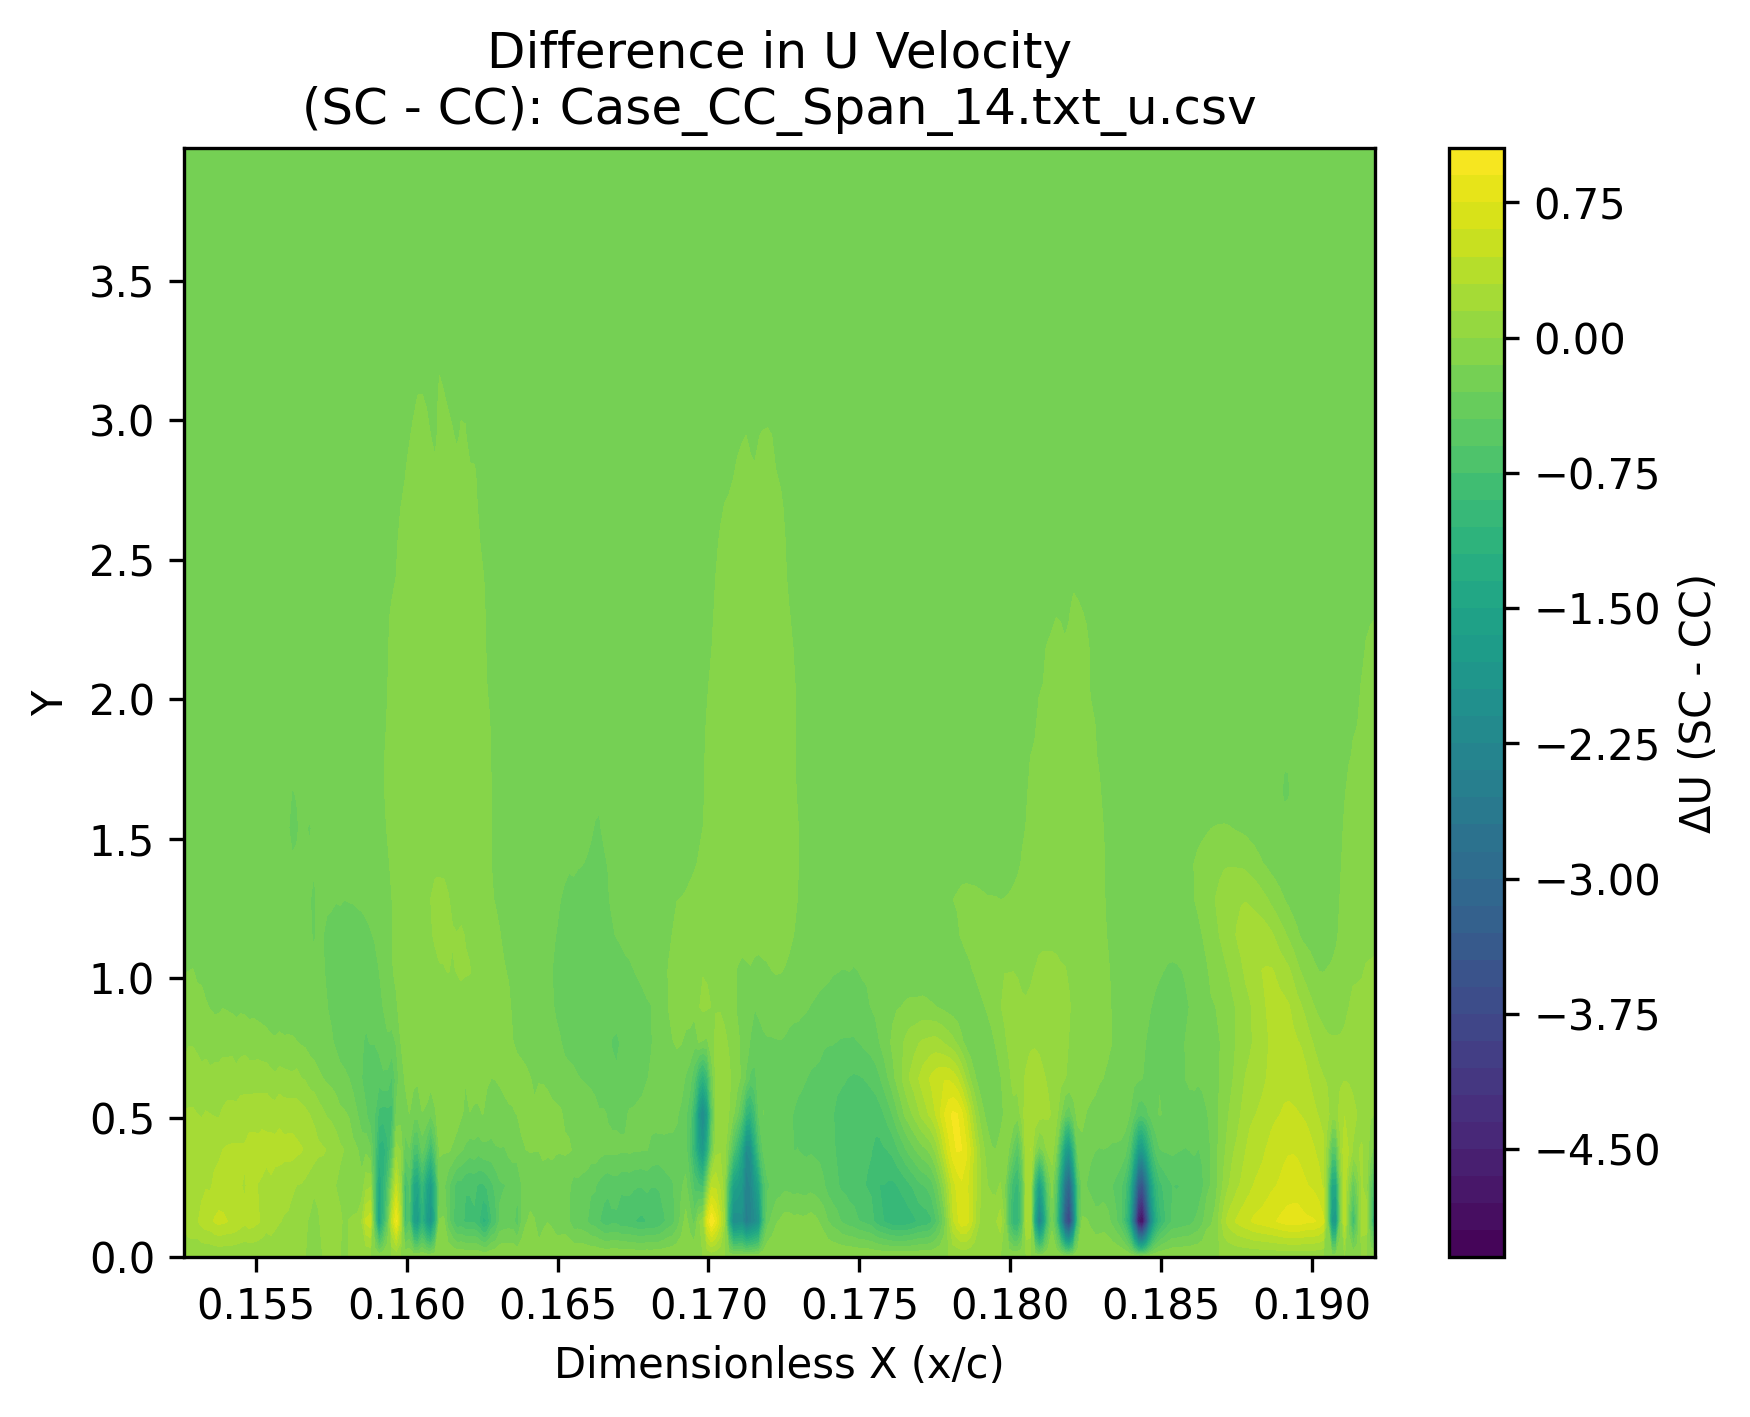 Difference in U Velocity
(SC - CC): Case_CC_Span_14.txt_u.csv
3.5
3.0
2.5
2.0
1.5
1.0
0.5
0.0
Y
0.155 0.160 0.165 0.170 0.175 0.180 0.185 0.190
Dimensionless X (x/c)
0.75
0.00
−0.75
−1.50
−2.25
−3.00
−3.75
−4.50
ΔU (SC - CC)